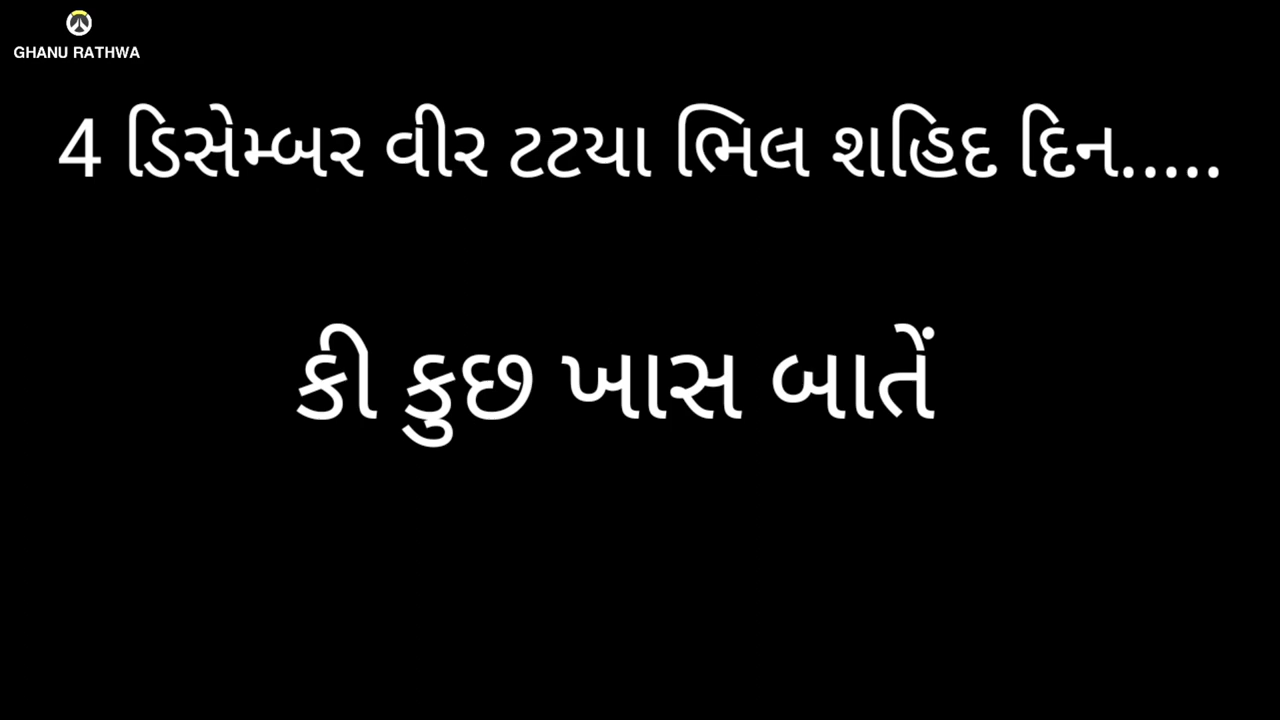 GHANU RATHWA
4 ડિસેમ્બર વીર ટટયા ભિલ શહિદ દિન.....
કી કુછ ખાસ બાતેં